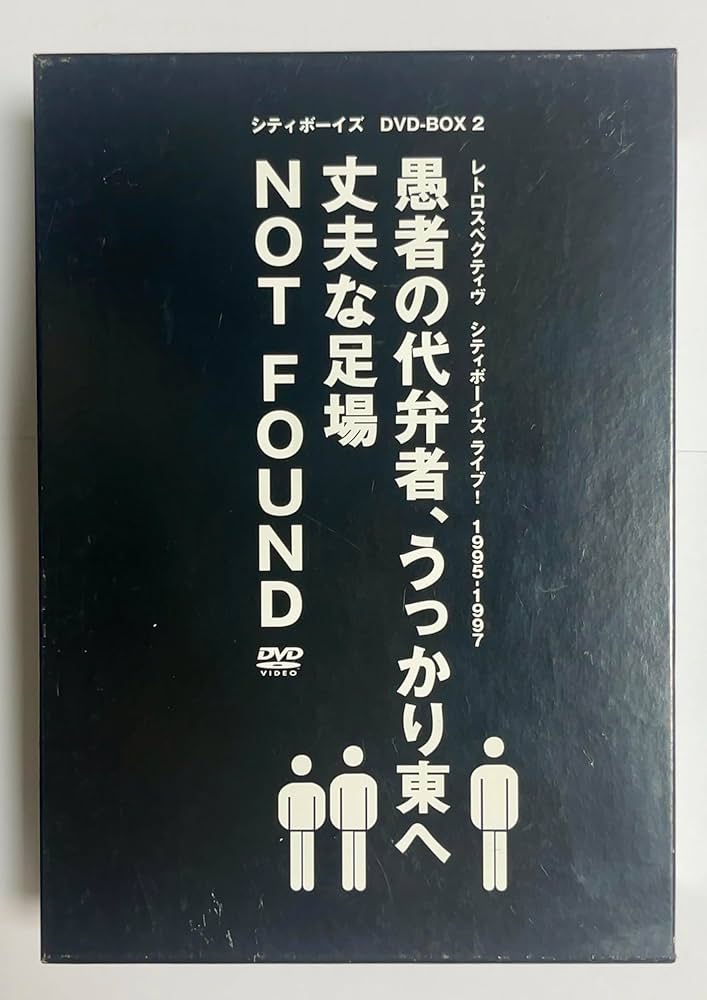 シティボーイズ DVD-BOX 2
レトロスペクティヴ シティボーイズ ライブ! 1995-1997
愚者の代弁者、うっかり東へ
丈夫な足場
NOT FOUND
DVD
VIDEO